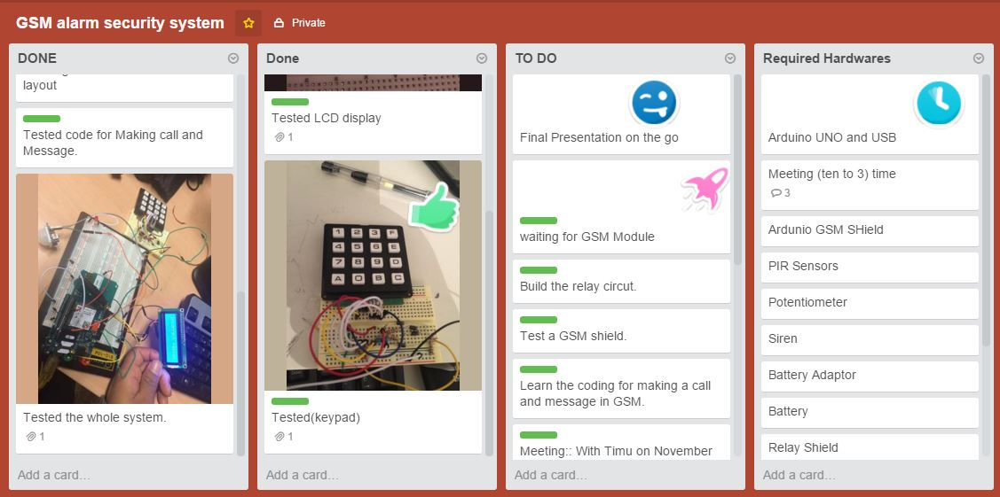 GSM alarm security system
Private
DONE
layout
Tested code for Making call and
Message.
Tested the whole system.
1
Add a card…
Done
Tested LCD display
1
1 2 3 F
4 5 6 E
7 8 9 D
A 0 B C
Tested(keypad)
1
Add a card…
TO DO
Final Presentation on the go
waiting for GSM Module
Build the relay circut.
Test a GSM shield.
Learn the coding for making a call
and message in GSM.
Meeting:: With Timu on November
Add a card…
Required Hardwares
Arduino UNO and USB
Meeting (ten to 3) time
3
Ardunio GSM SHield
PIR Sensors
Potentiometer
Siren
Battery Adaptor
Battery
Relay Shield
Add a card…